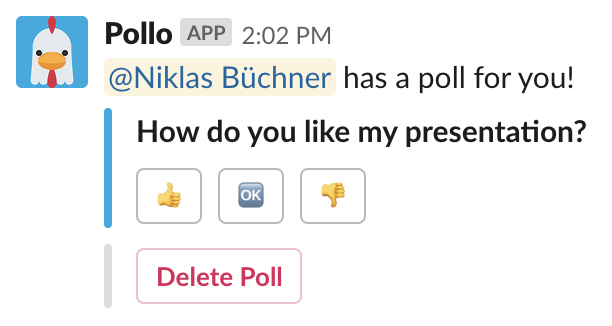 Pollo APP 2:02 PM
@Niklas Büchner has a poll for you!
How do you like my presentation?
👍 🆗 👎
Delete Poll